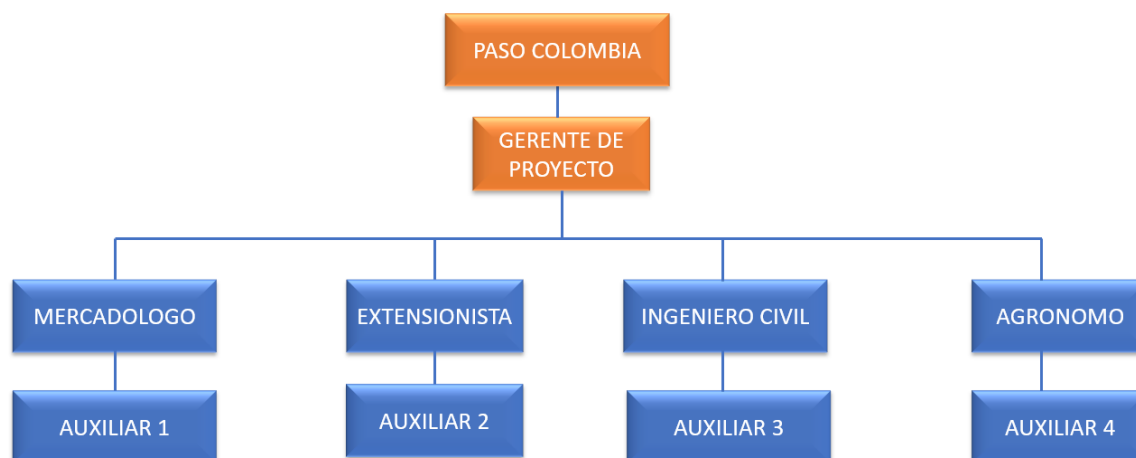 PASO COLOMBIA
GERENTE DE
PROYECTO
MERCADOLOGO
EXTENSIONISTA
INGENIERO CIVIL
AGRONOMO
AUXILIAR 1
AUXILIAR 2
AUXILIAR 3
AUXILIAR 4